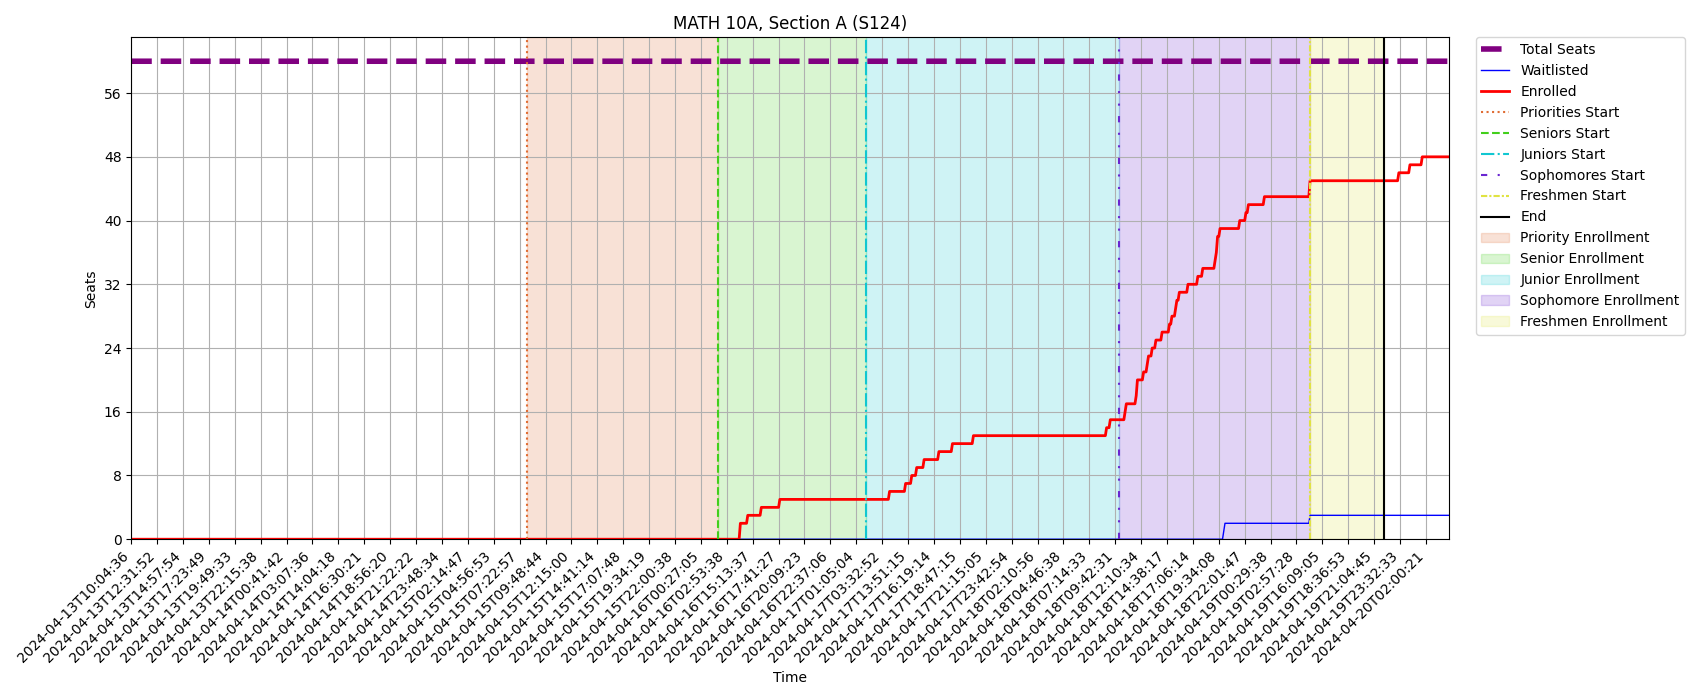 MATH 10A, Section A (S124)
Seats
56
48
40
32
24
16
8
0
2024-04-13T10:04:36
2024-04-13T12:31:52
2024-04-13T14:57:54
2024-04-13T17:23:49
2024-04-13T19:49:33
2024-04-13T22:15:38
2024-04-14T00:41:42
2024-04-14T03:07:36
2024-04-14T14:04:18
2024-04-14T16:30:21
2024-04-14T18:56:20
2024-04-14T21:22:22
2024-04-14T23:48:34
2024-04-15T02:14:47
2024-04-15T04:56:53
2024-04-15T07:22:57
2024-04-15T09:48:44
2024-04-15T12:15:00
2024-04-15T14:41:14
2024-04-15T17:07:48
2024-04-15T19:34:19
2024-04-15T22:00:38
2024-04-16T00:27:05
2024-04-16T02:53:38
2024-04-16T15:13:37
2024-04-16T17:41:27
2024-04-16T20:09:23
2024-04-16T22:37:06
2024-04-17T01:05:04
2024-04-17T03:32:52
2024-04-17T13:51:15
2024-04-17T16:19:14
2024-04-17T18:47:15
2024-04-17T21:15:05
2024-04-17T23:42:54
2024-04-18T02:10:56
2024-04-18T04:46:38
2024-04-18T07:14:33
2024-04-18T09:42:31
2024-04-18T12:10:34
2024-04-18T14:38:17
2024-04-18T17:06:14
2024-04-18T19:34:08
2024-04-18T22:01:47
2024-04-19T00:29:38
2024-04-19T02:57:28
2024-04-19T16:09:05
2024-04-19T18:36:53
2024-04-19T21:04:45
2024-04-19T23:32:33
2024-04-20T02:00:21
Time
Total Seats
Waitlisted
Enrolled
Priorities Start
Seniors Start
Juniors Start
Sophomores Start
Freshmen Start
End
Priority Enrollment
Senior Enrollment
Junior Enrollment
Sophomore Enrollment
Freshmen Enrollment